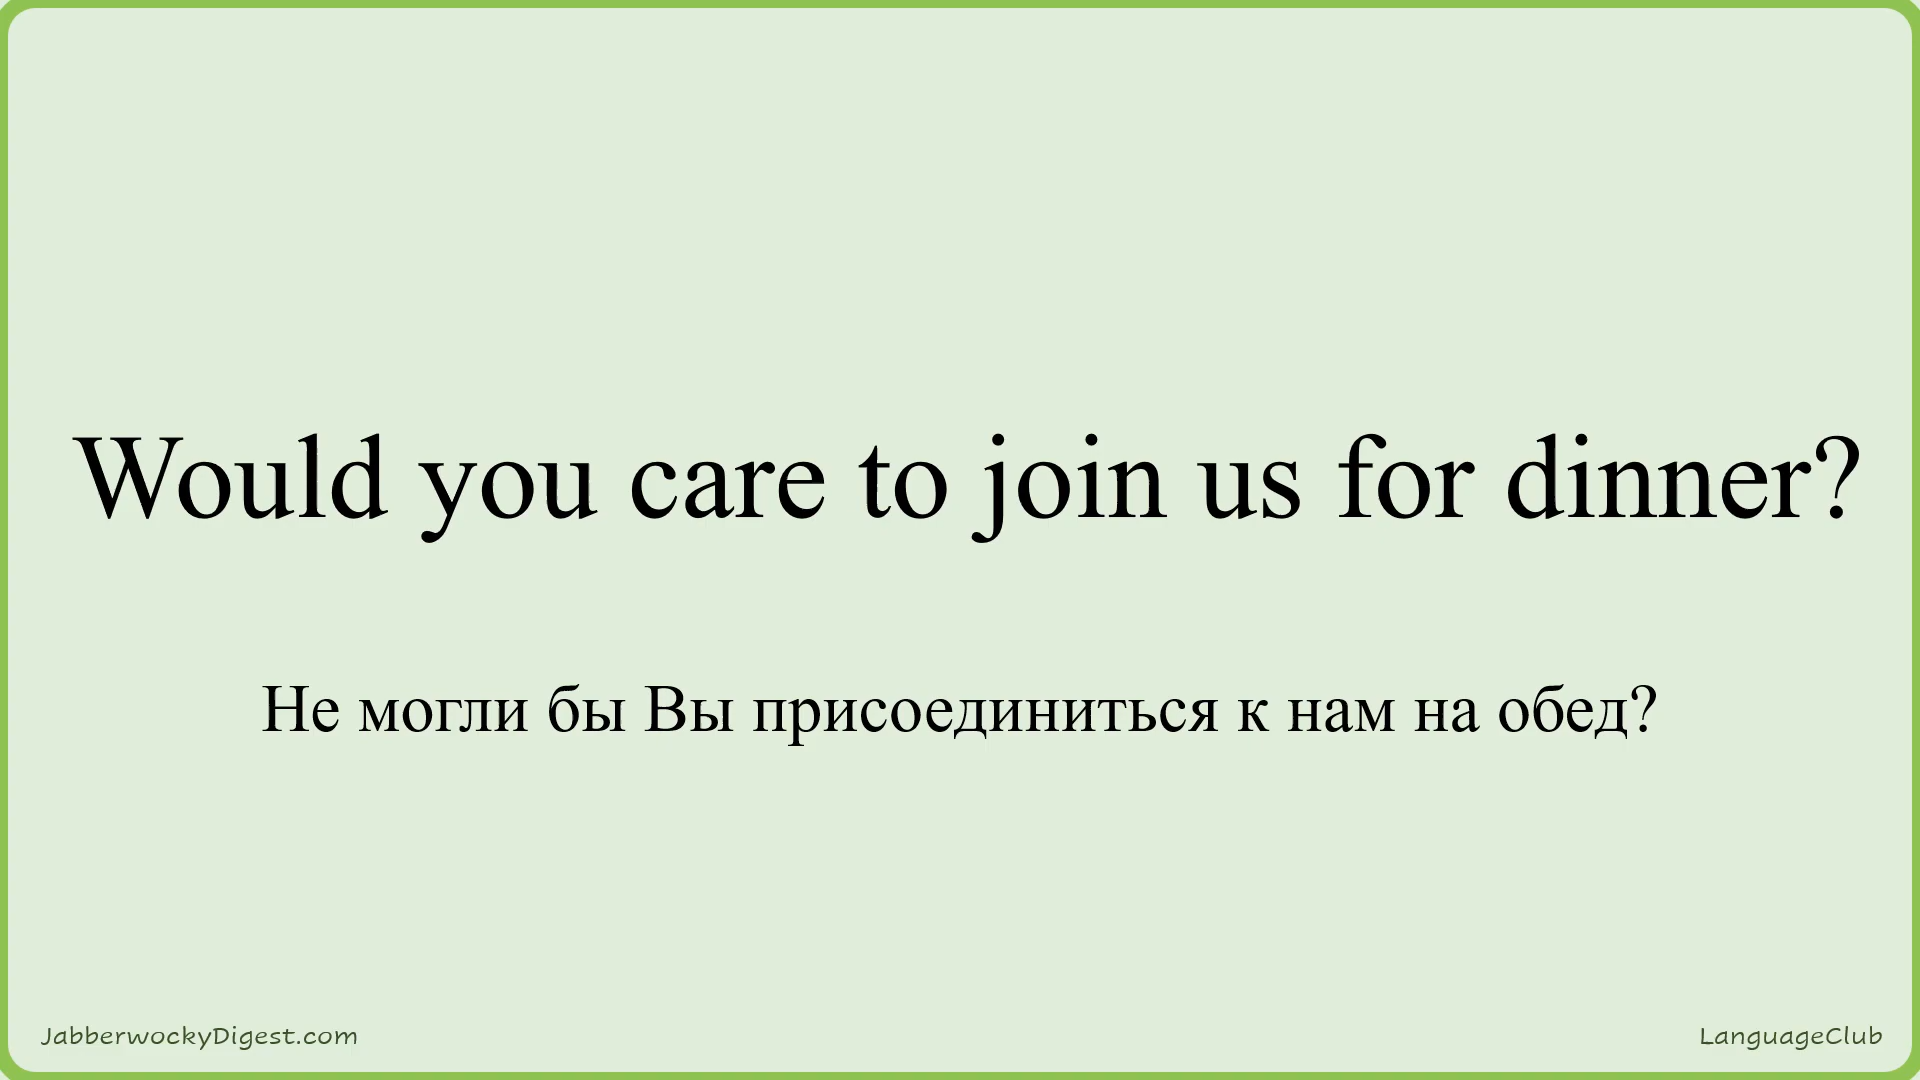 Would you care to join us for dinner?
Не могли бы Вы присоединиться к нам на обед?
JabberwockyDigest.com
LanguageClub